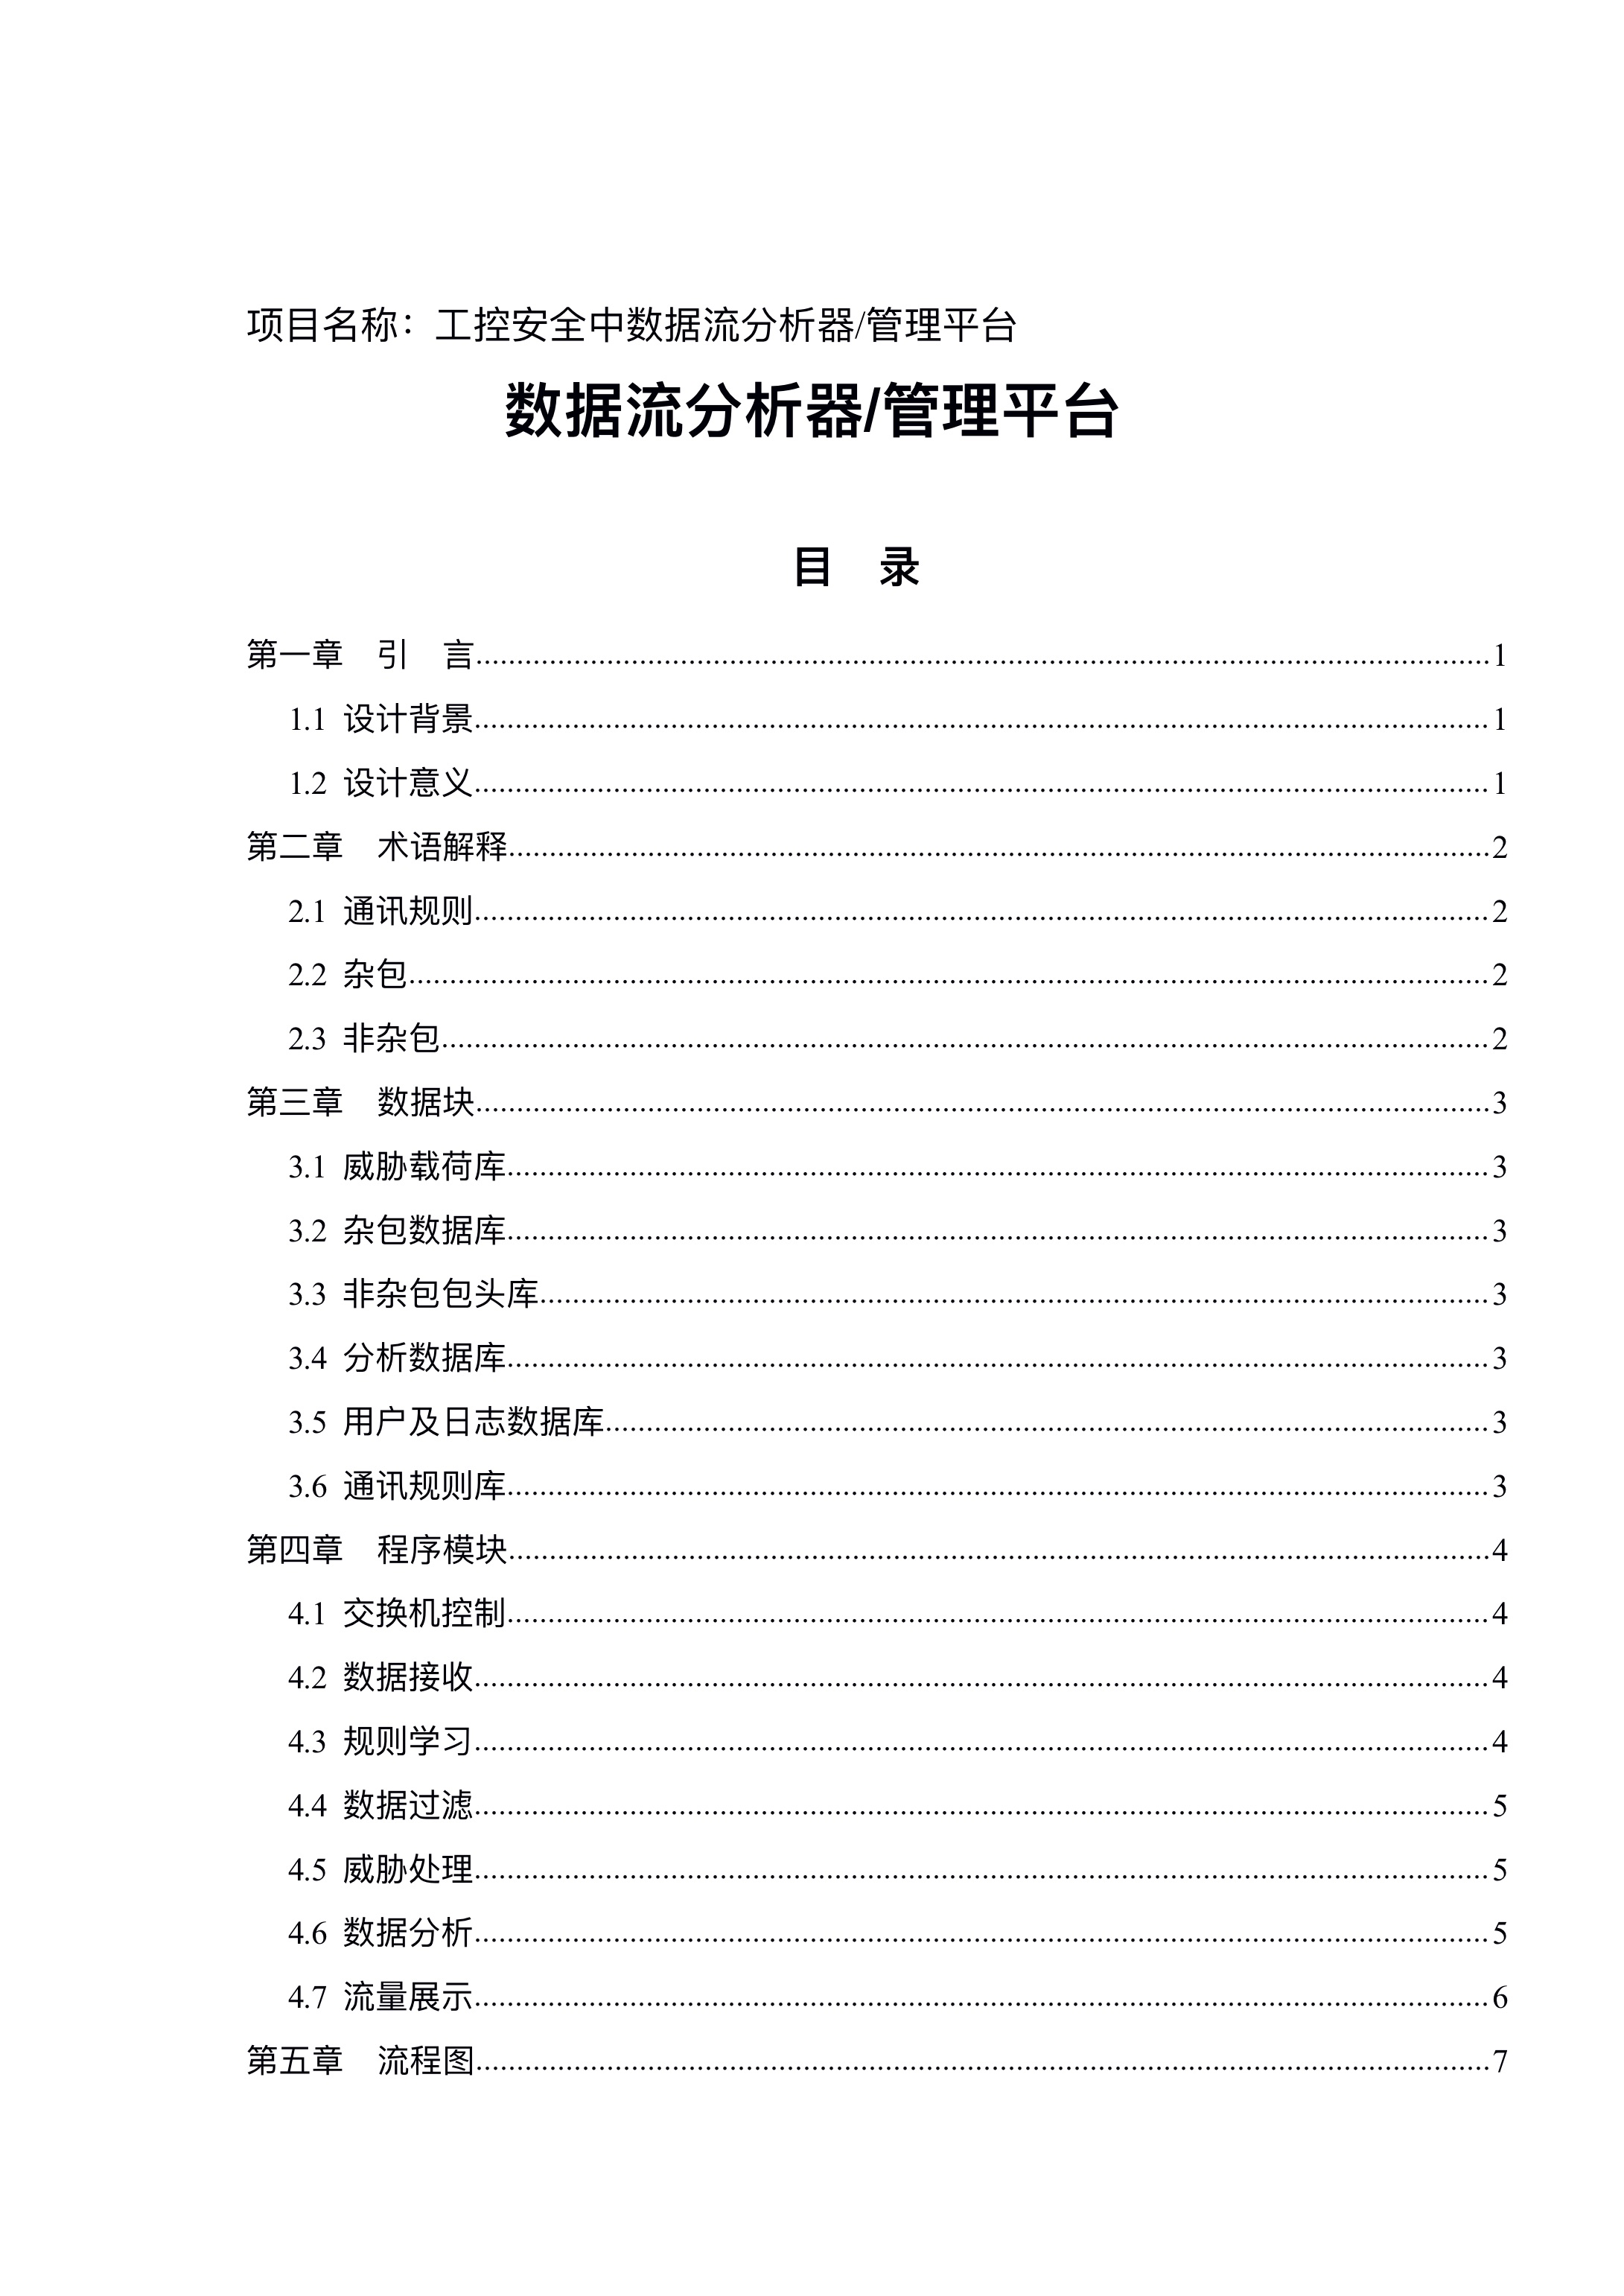 项目名称：工控安全中数据流分析器/管理平台
数据流分析器/管理平台
目　录
第一章　引　言........................1
1.1 设计背景........................1
1.2 设计意义........................1
第二章　术语解释........................2
2.1 通讯规则........................2
2.2 杂包........................2
2.3 非杂包........................2
第三章　数据块........................3
3.1 威胁载荷库........................3
3.2 杂包数据库........................3
3.3 非杂包包头库........................3
3.4 分析数据库........................3
3.5 用户及日志数据库........................3
3.6 通讯规则库........................3
第四章　程序模块........................4
4.1 交换机控制........................4
4.2 数据接收........................4
4.3 规则学习........................4
4.4 数据过滤........................5
4.5 威胁处理........................5
4.6 数据分析........................5
4.7 流量展示........................6
第五章　流程图........................7